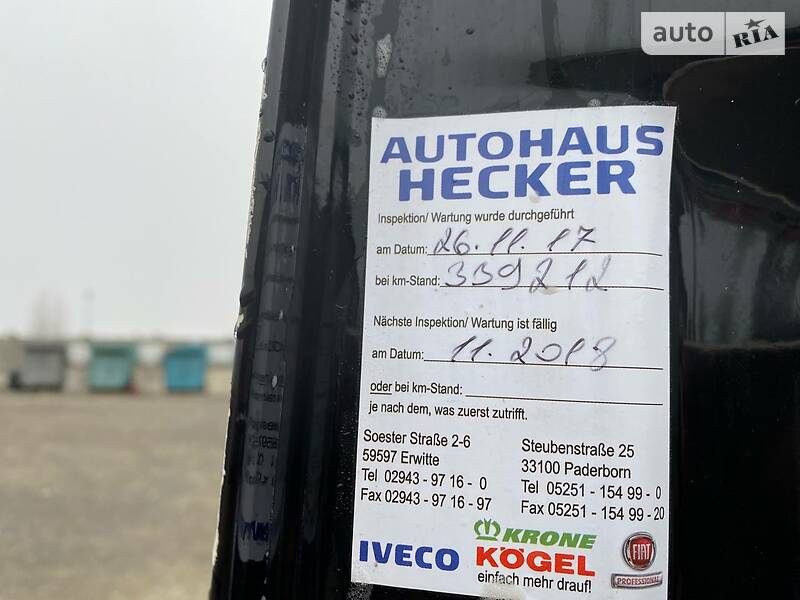 auto RIA
AUTOHAUS
HECKER
Inspektion/ Wartung wurde durchgeführt
am Datum: 26.11.17
bei km-Stand: 339212
Nächste Inspektion/ Wartung ist fällig
am Datum: 11.2018
oder bei km-Stand:
je nach dem, was zuerst zutrifft.
Soester Straße 2-6
59597 Erwitte
Tel 02943 - 97 16 - 0
Fax 02943 - 97 16 - 97
Steubenstraße 25
33100 Paderborn
Tel 05251 - 154 99 - 0
Fax 05251 - 154 99 - 20
IVECO
KRONE
KÖGEL
einfach mehr drauf!
FIAT
PROFESSIONAL